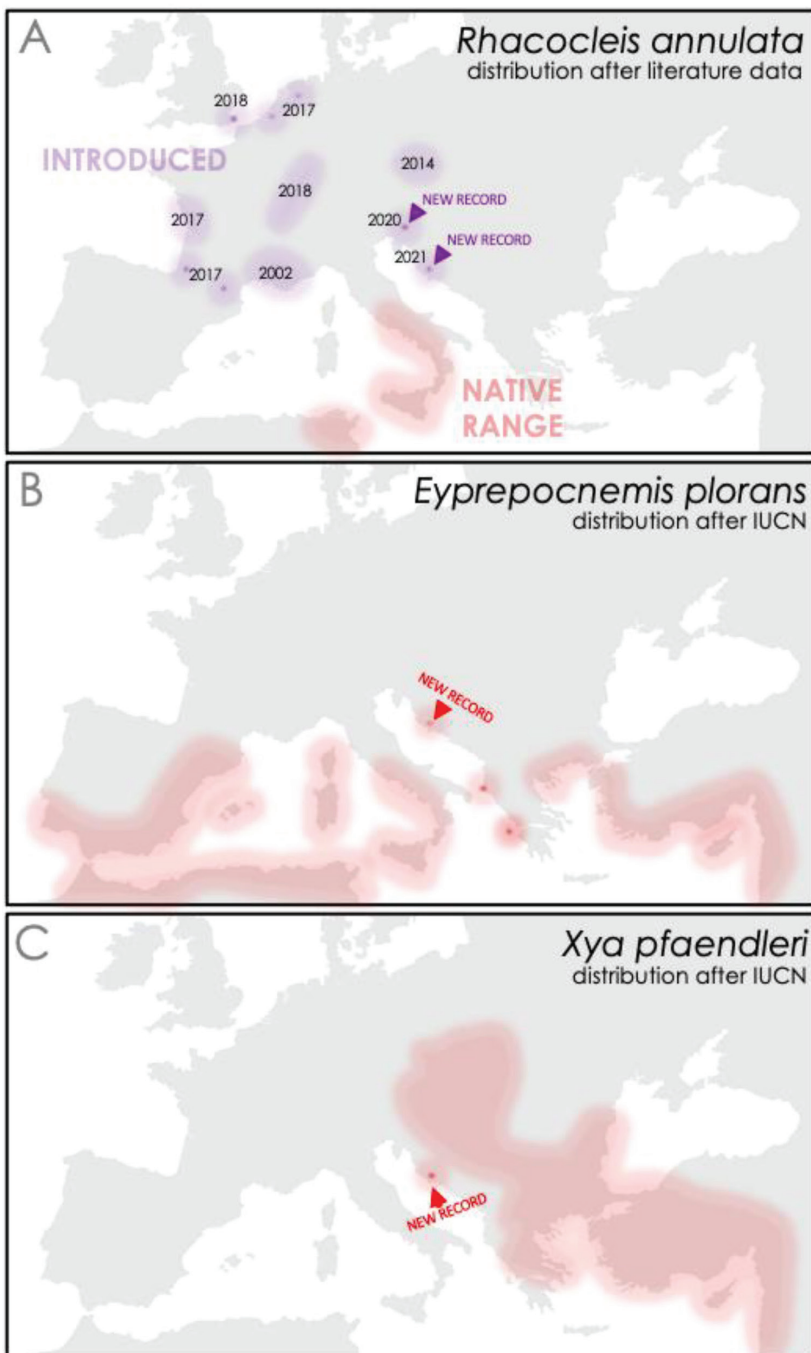 A
Rhacocleis annulata
distribution after literature data
2018
2017
INTRODUCED
2014
2018
NEW RECORD
2017
2020
NEW RECORD
2021
2017
2002
NATIVE
RANGE
B
Eyprepocnemis plorans
distribution after IUCN
NEW RECORD
C
Xya pfaendleri
distribution after IUCN
NEW RECORD